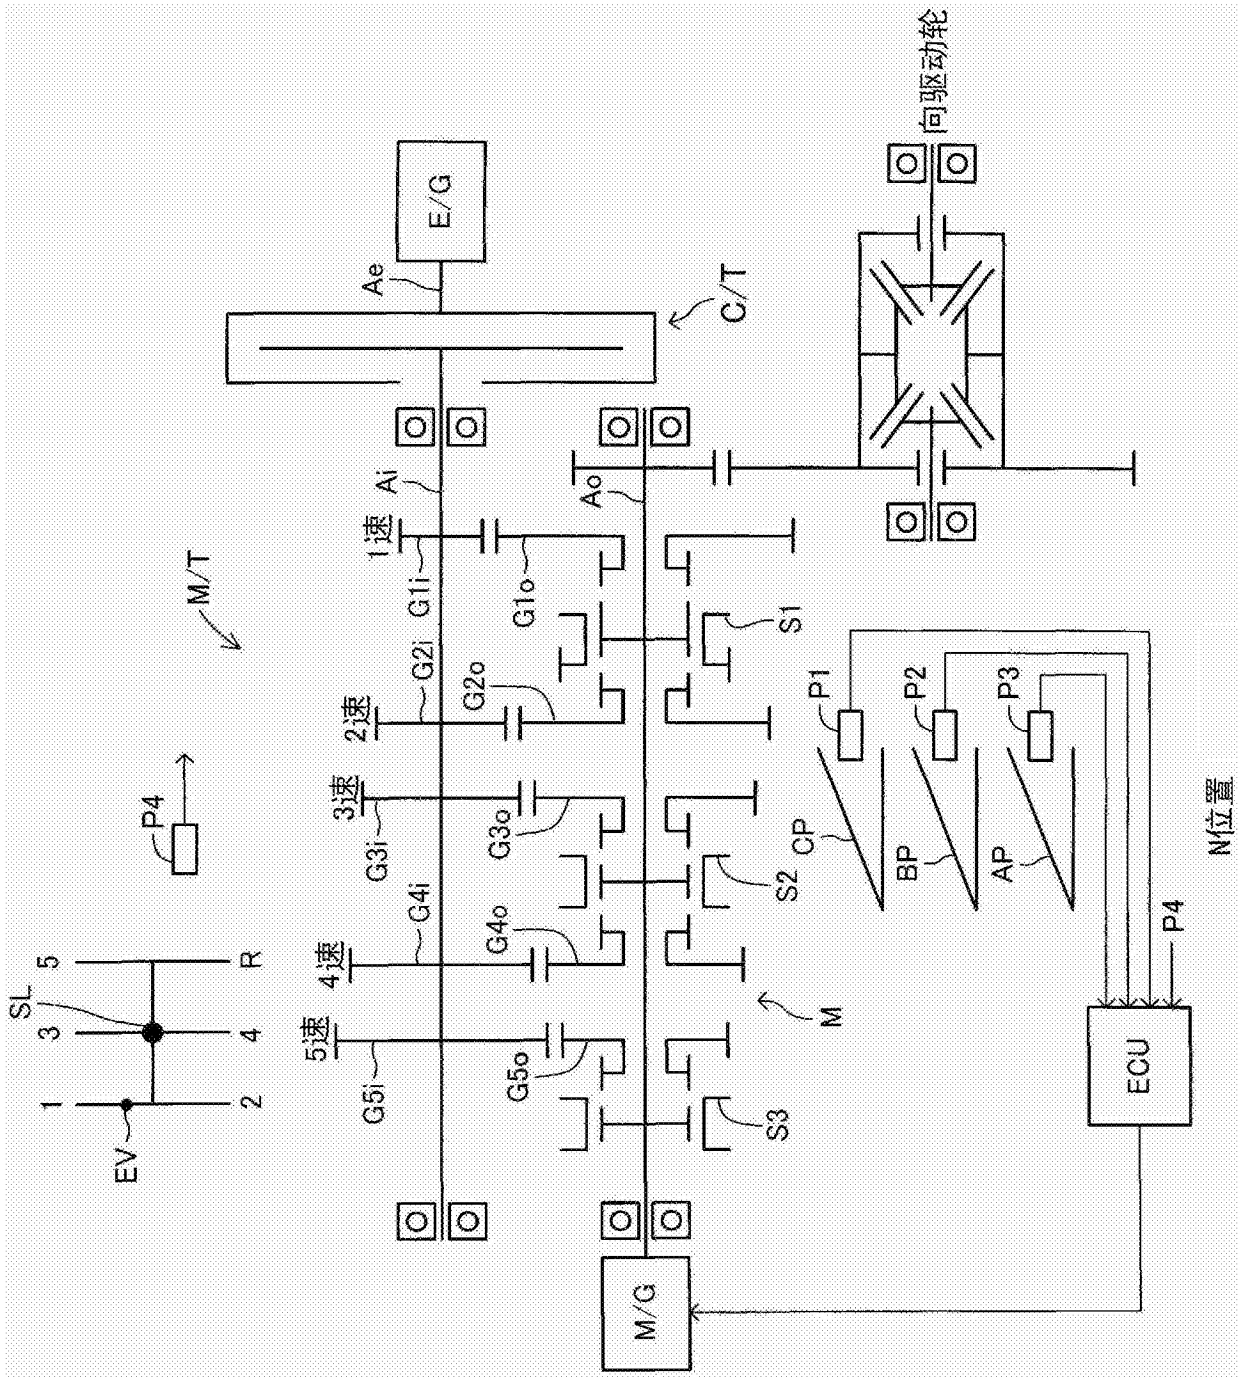 5
SL
3
R
4
1
2
EV
P4
M/T
5速
4速
3速
2速
1速
G5i
G4i
G3i
G2i
G1i
Ai
Ae
E/G
C/T
G5o
G4o
G3o
G2o
G1o
Ao
M/G
S3
S2
S1
M
CP
BP
AP
P1
P2
P3
P4
ECU
向驱动轮
N位置